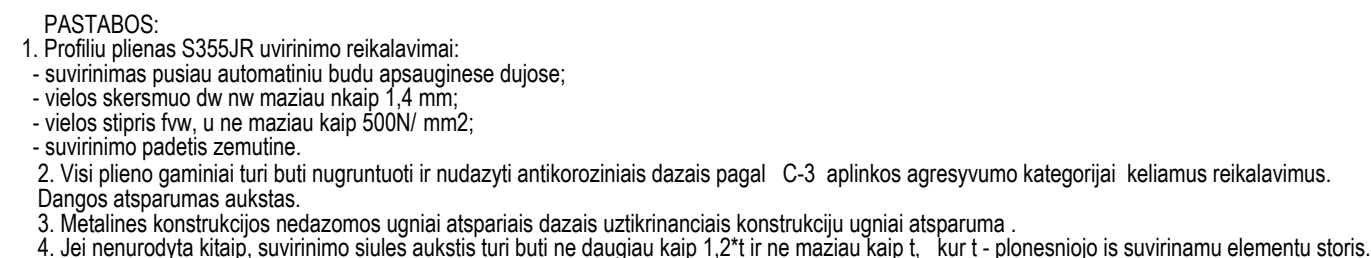 PASTABOS:
1. Profiliu plienas S355JR uvirinimo reikalavimai:
- suvirinimas pusiau automatiniu budu apsauginese dujose;
- vielos skersmuo dw nw maziau nkaip 1,4 mm;
- vielos stipris fvw, u ne maziau kaip 500N/ mm2;
- suvirinimo padetis zemutine.
2. Visi plieno gaminiai turi buti nugruntuoti ir nudazyti antikoroziniais dazais pagal C-3 aplinkos agresyvumo kategorijai keliamus reikalavimus.
Dangos atsparumas aukstas.
3. Metalines konstrukcijos nedazomos ugniai atspariais dazais uztikrinanciais konstrukciju ugniai atsparuma .
4. Jei nenurodyta kitaip, suvirinimo siules aukstis turi buti ne daugiau kaip 1,2*t ir ne maziau kaip t, kur t - plonesniojo is suvirinamu elementu storis.